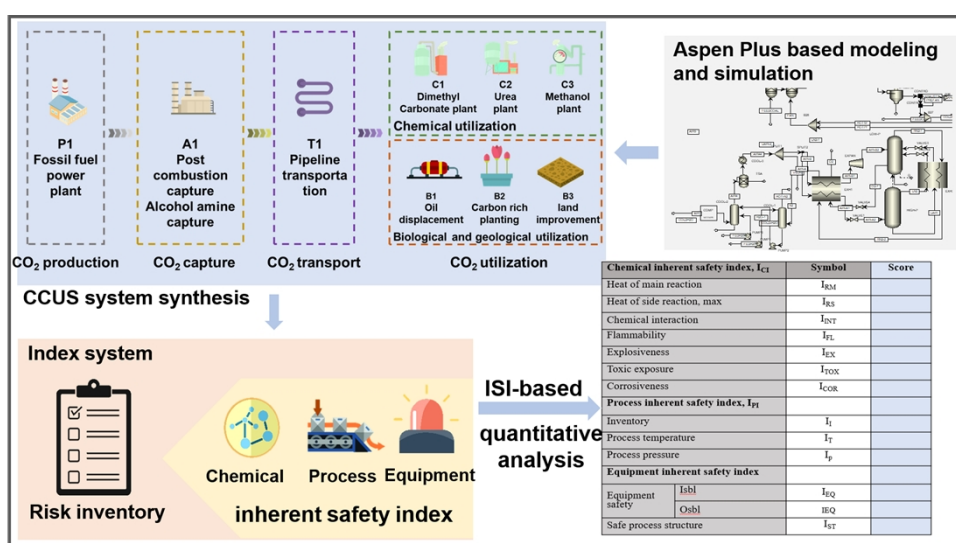 P1
Fossil fuel
power
plant
CO2 production
A1
Post
combustion
capture
Alcohol amine
capture
CO2 capture
T1
Pipeline
transporta
tion
CO2 transport
C1
Dimethyl
Carbonate plant
C2
Urea
plant
C3
Methanol
plant
Chemical utilization
B1
Oil
displacement
B2
Carbon rich
planting
B3
land
improvement
Biological and geological utilization
CO2 utilization
CCUS system synthesis
Aspen Plus based modeling
and simulation
Index system
Risk inventory
Chemical
Process
Equipment
inherent safety index
ISI-based
quantitative
analysis
Chemical inherent safety index, ICI Symbol Score
Heat of main reaction IRM
Heat of side reaction, max IRS
Chemical interaction IINT
Flammability IFL
Explosiveness IEX
Toxic exposure ITOX
Corrosiveness ICOR
Process inherent safety index, IPI
Inventory II
Process temperature IT
Process pressure Ip
Equipment inherent safety index
Equipment
safety
Isbl IEQ
Osbl IEQ
Safe process structure IST